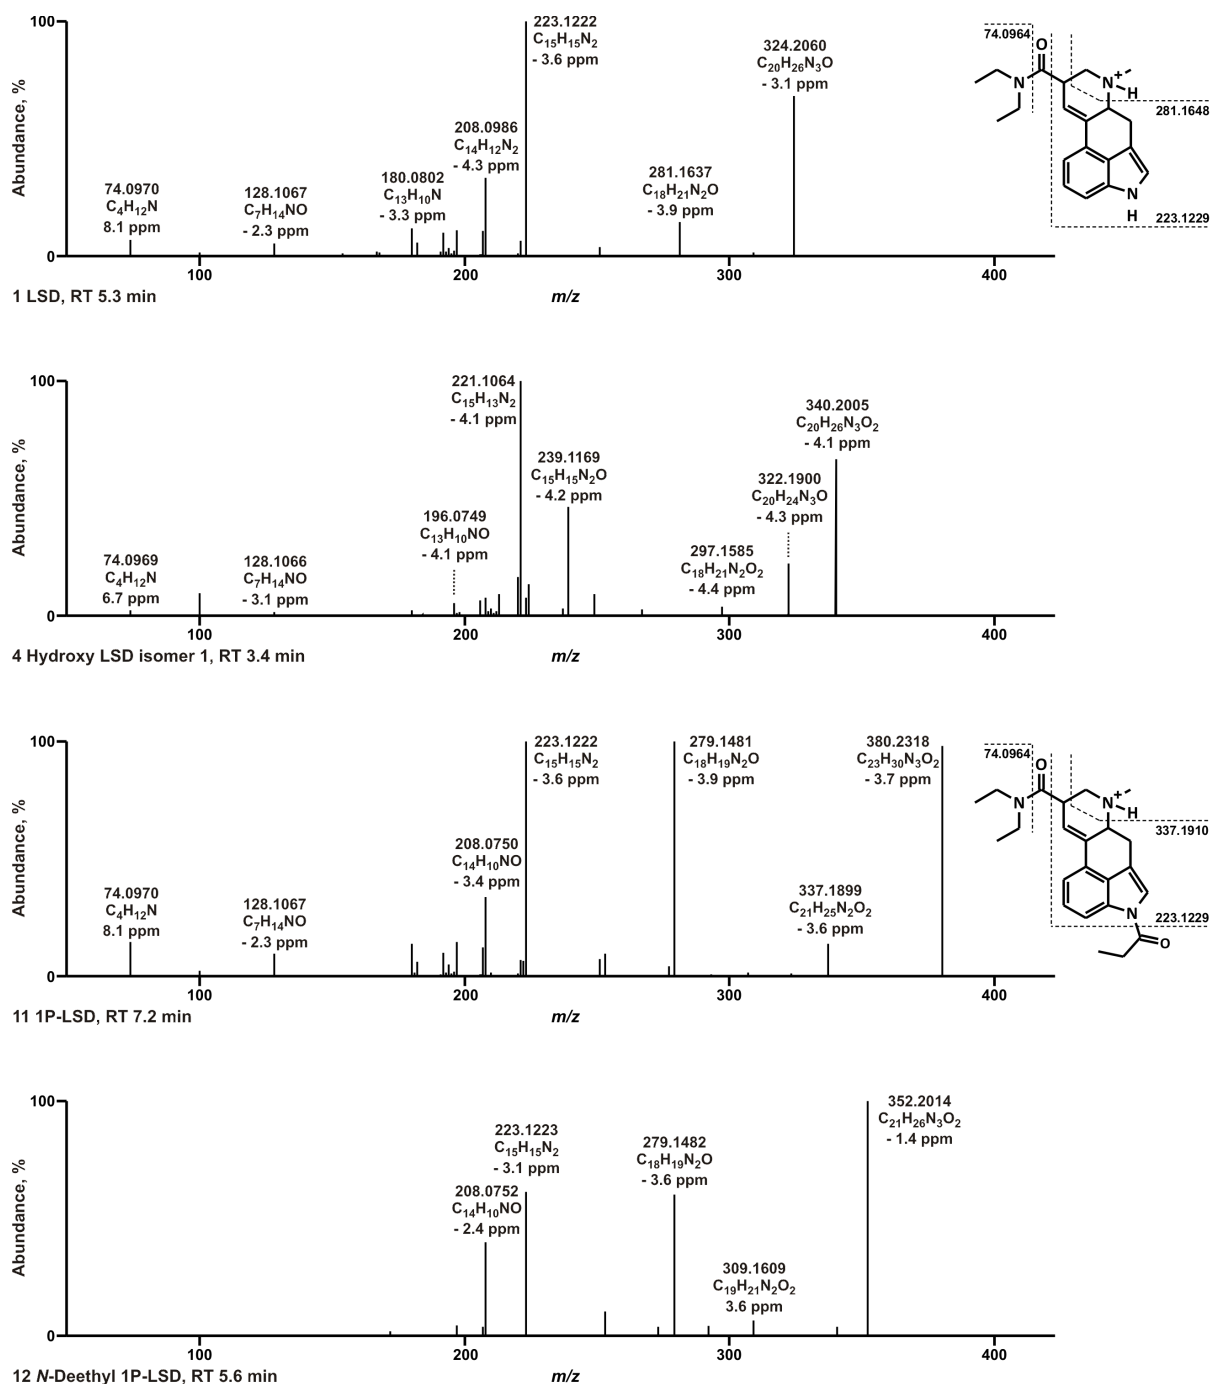 100
Abundance, %
0
223.1222
C15H15N2
- 3.6 ppm
324.2060
C20H26N3O
- 3.1 ppm
208.0986
C14H12N2
- 4.3 ppm
180.0802
C13H10N
- 3.3 ppm
281.1637
C18H21N2O
- 3.9 ppm
74.0970
C4H12N
8.1 ppm
128.1067
C7H14NO
- 2.3 ppm
74.0964
O
N
N+
H
281.1648
N
H
223.1229
100 200 300 400
1 LSD, RT 5.3 min m/z
100
Abundance, %
0
221.1064
C15H13N2
- 4.1 ppm
340.2005
C20H26N3O2
- 4.1 ppm
239.1169
C15H15N2O
- 4.2 ppm
322.1900
C20H24N3O
- 4.3 ppm
196.0749
C13H10NO
- 4.1 ppm
297.1585
C18H21N2O2
- 4.4 ppm
74.0969
C4H12N
6.7 ppm
128.1066
C7H14NO
- 3.1 ppm
100 200 300 400
4 Hydroxy LSD isomer 1, RT 3.4 min m/z
100
Abundance, %
0
223.1222
C15H15N2
- 3.6 ppm
279.1481
C18H19N2O
- 3.9 ppm
380.2318
C23H30N3O2
- 3.7 ppm
208.0750
C14H10NO
- 3.4 ppm
74.0970
C4H12N
8.1 ppm
128.1067
C7H14NO
- 2.3 ppm
337.1899
C21H25N2O2
- 3.6 ppm
74.0964
O
N
N+
H
337.1910
N
223.1229
O
100 200 300 400
11 1P-LSD, RT 7.2 min m/z
100
Abundance, %
0
352.2014
C21H26N3O2
- 1.4 ppm
223.1223
C15H15N2
- 3.1 ppm
279.1482
C18H19N2O
- 3.6 ppm
208.0752
C14H10NO
- 2.4 ppm
309.1609
C19H21N2O2
3.6 ppm
100 200 300 400
12 N-Deethyl 1P-LSD, RT 5.6 min m/z